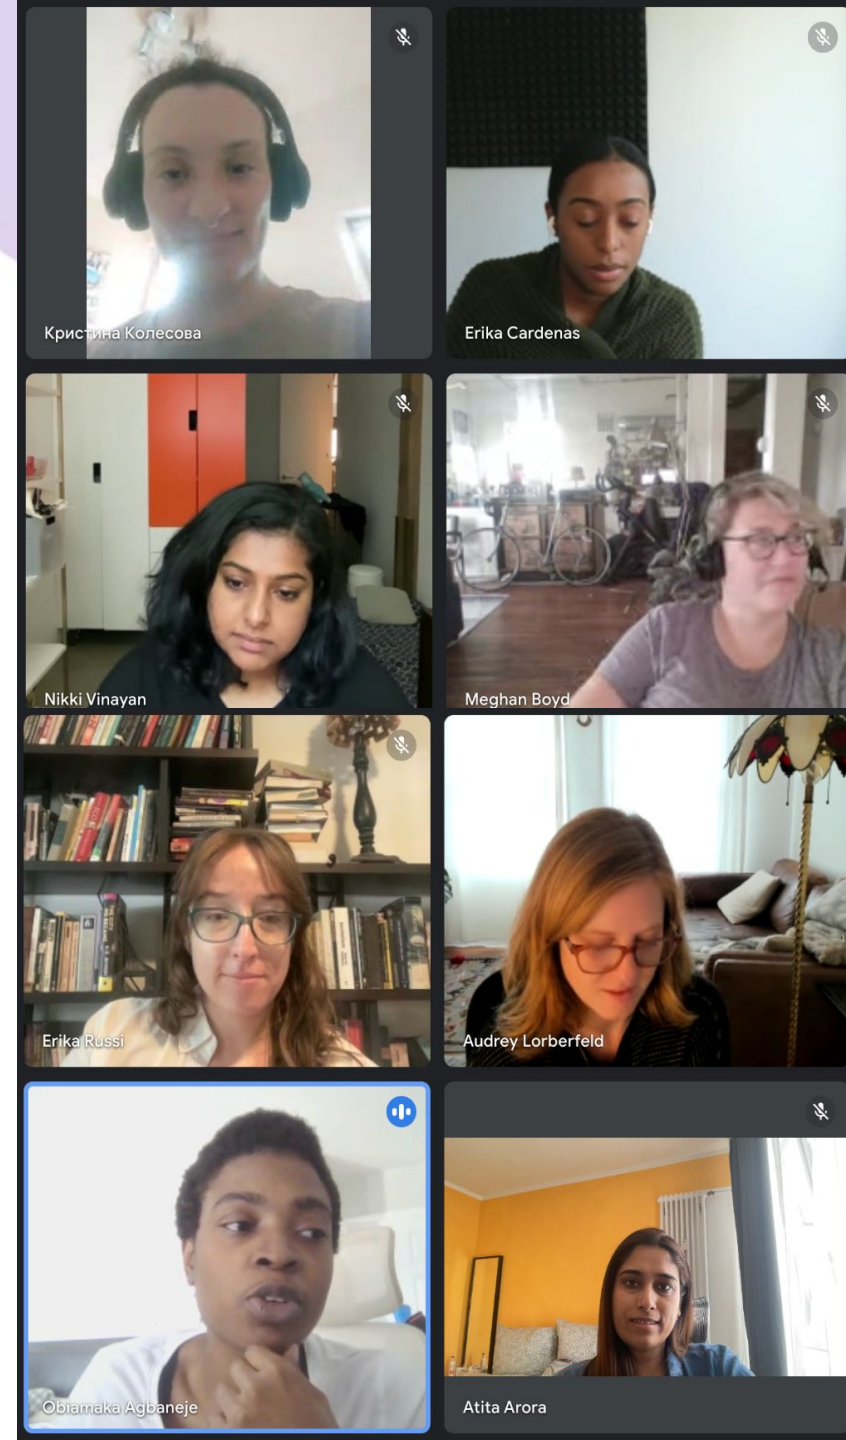 Кристина Колесова
Erika Cardenas
Nikki Vinayan
Meghan Boyd
Erika Russi
Audrey Lorberfeld
Obiamaka Agbaneje
Atita Arora